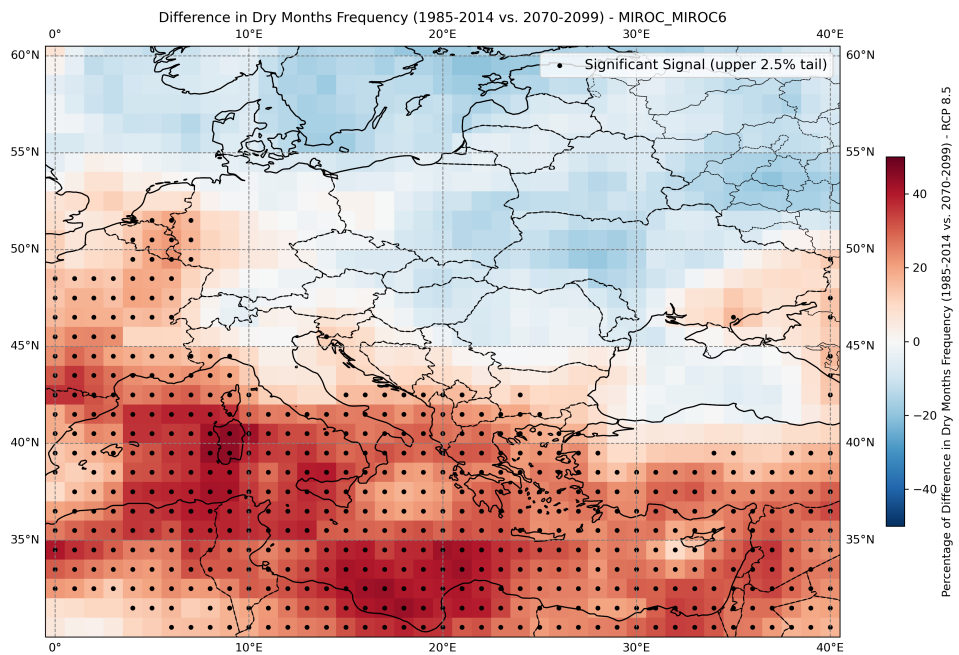 Difference in Dry Months Frequency (1985-2014 vs. 2070-2099) - MIROC_MIROC6
0° 10°E 20°E 30°E 40°E
Significant Signal (upper 2.5% tail)
60°N 60°N
55°N 55°N
50°N 50°N
45°N 45°N
40°N 40°N
35°N 35°N
0° 10°E 20°E 30°E 40°E
40
20
0
−20
−40
Percentage of Difference in Dry Months Frequency (1985-2014 vs. 2070-2099) - RCP 8.5